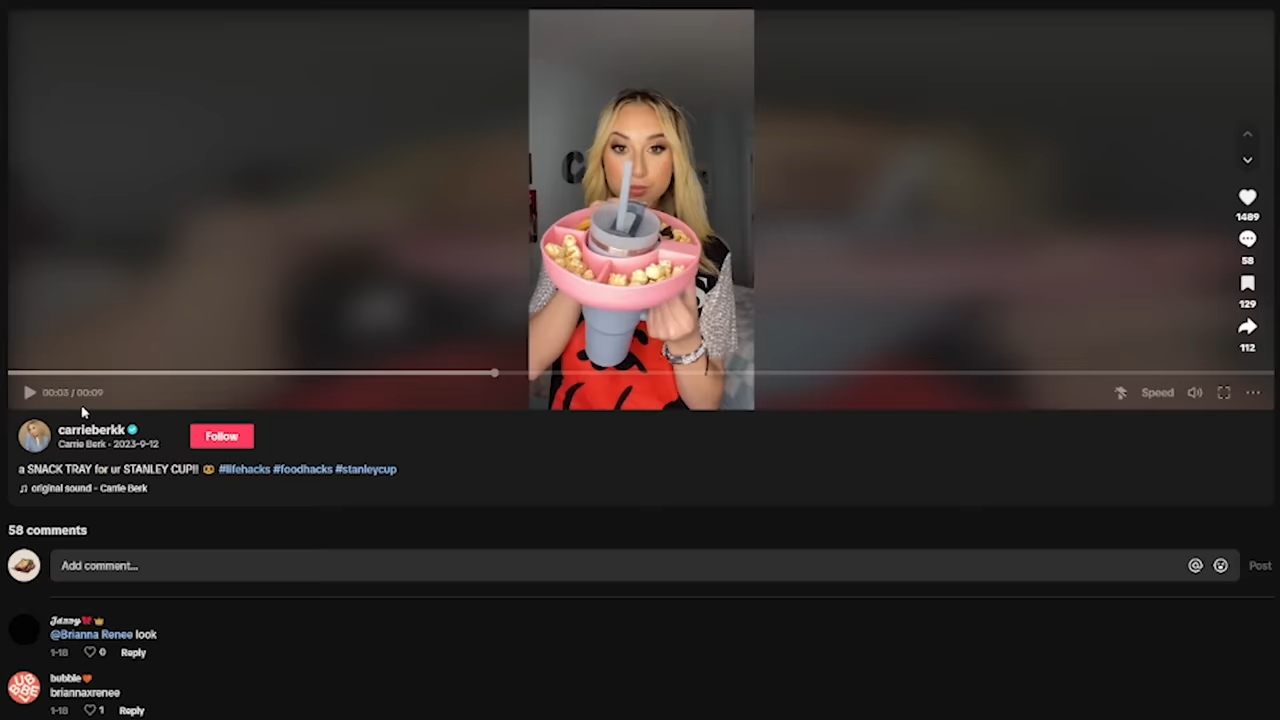 1489
58
129
112
00:03 / 00:09
Speed
carrieberkk
Carrie Berk · 2023-9-12
Follow
a SNACK TRAY for ur STANLEY CUP!! 🥨 #lifehacks #foodhacks #stanleycup
♫ original sound - Carrie Berk
58 comments
Add comment...
Post
Jazzy
@Brianna Renee look
1-18 0 Reply
bubble
briannaxrenee
1-18 1 Reply